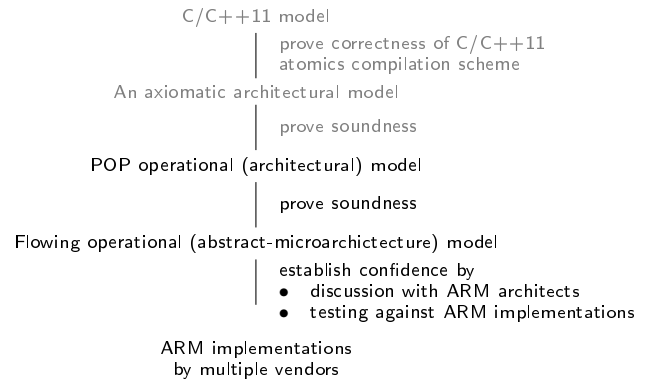 C/C++11 model
prove correctness of C/C++11
atomics compilation scheme
An axiomatic architectural model
prove soundness
POP operational (architectural) model
prove soundness
Flowing operational (abstract-microarchictecture) model
establish confidence by
• discussion with ARM architects
• testing against ARM implementations
ARM implementations
by multiple vendors